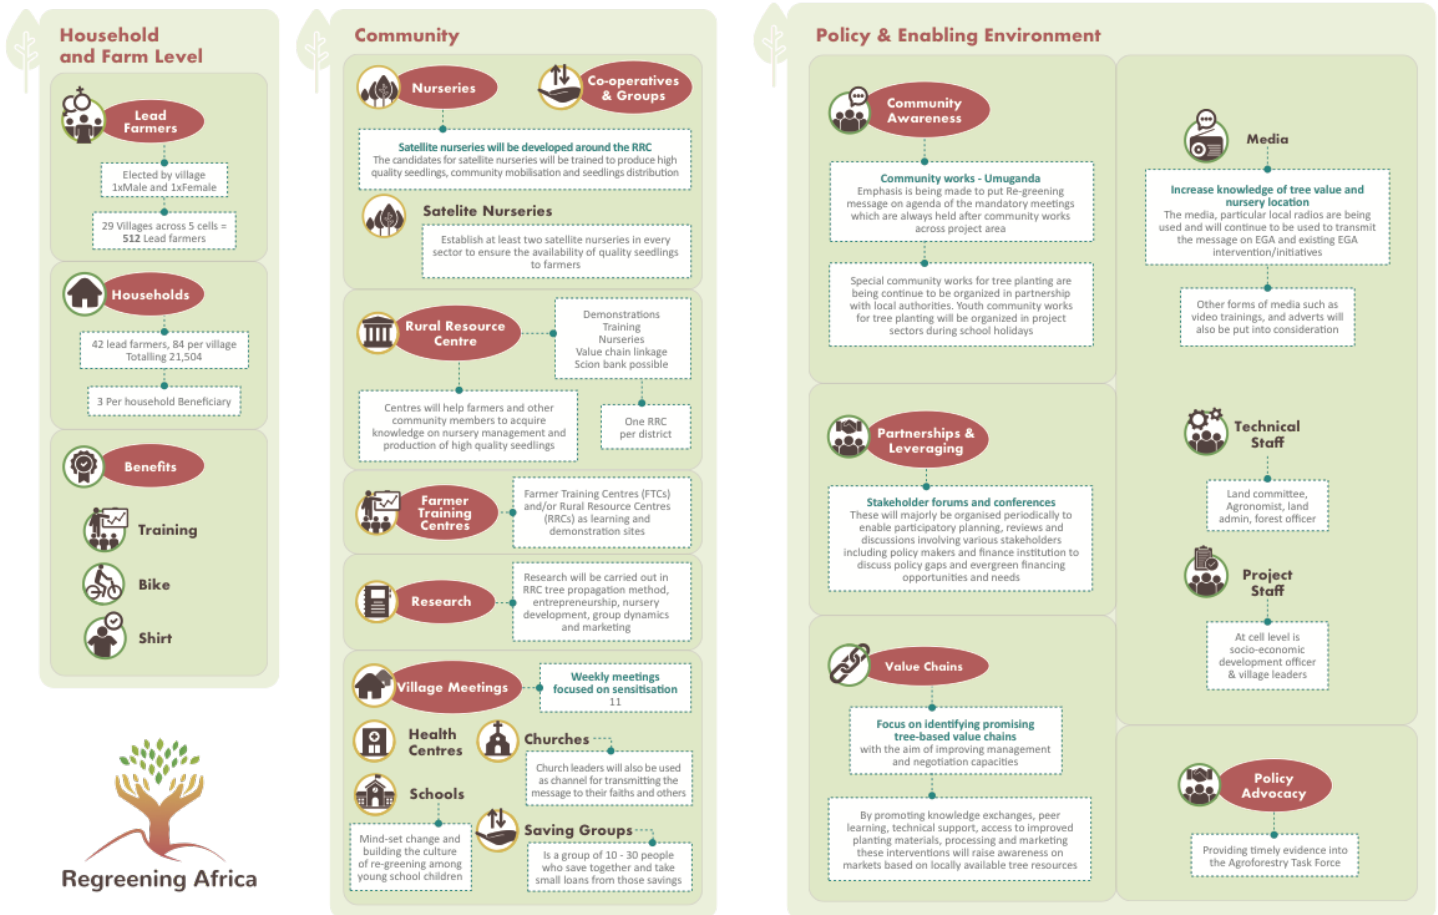 Household
and Farm Level
Lead
Farmers
Elected by village
1xMale and 1xFemale
29 Villages across 5 cells =
512 Lead farmers
Households
42 lead farmers, 84 per village
Totalling 21,504
3 Per household Beneficiary
Benefits
Training
Bike
Shirt
Regreening Africa
Community
Nurseries
Co-operatives
& Groups
Satellite nurseries will be developed around the RRC
The candidates for satellite nurseries will be trained to produce high
quality seedlings, community mobilisation and seedlings distribution
Satelite Nurseries
Establish at least two satellite nurseries in every
sector to ensure the availability of quality seedlings
to farmers
Rural Resource
Centre
Demonstrations
Training
Nurseries
Value chain linkage
Scion bank possible
Centres will help farmers and other
community members to acquire
knowledge on nursery management and
production of high quality seedlings
One RRC
per district
Farmer
Training
Centres
Farmer Training Centres (FTCs)
and/or Rural Resource Centres
(RRCs) as learning and
demonstration sites
Research
Research will be carried out in
RRC tree propagation method,
entrepreneurship, nursery
development, group dynamics
and marketing
Village Meetings
Weekly meetings
focused on sensitisation
11
Health
Centres
Churches
Church leaders will also be used
as channel for transmitting the
message to their faiths and others
Schools
Mind-set change and
building the culture
of re-greening among
young school children
Saving Groups
Is a group of 10 - 30 people
who save together and take
small loans from those savings
Policy & Enabling Environment
Community
Awareness
Community works - Umuganda
Emphasis is being made to put Re-greening
message on agenda of the mandatory meetings
which are always held after community works
across project area
Special community works for tree planting are
being continue to be organized in partnership
with local authorities. Youth community works
for tree planting will be organized in project
sectors during school holidays
Partnerships &
Leveraging
Stakeholder forums and conferences
These will majorly be organised periodically to
enable participatory planning, reviews and
discussions involving various stakeholders
including policy makers and finance institution to
discuss policy gaps and evergreen financing
opportunities and needs
Value Chains
Focus on identifying promising
tree-based value chains
with the aim of improving management
and negotiation capacities
By promoting knowledge exchanges, peer
learning, technical support, access to improved
planting materials, processing and marketing
these interventions will raise awareness on
markets based on locally available tree resources
Media
Increase knowledge of tree value and
nursery location
The media, particular local radios are being
used and will continue to be used to transmit
the message on EGA and existing EGA
intervention/initiatives
Other forms of media such as
video trainings, and adverts will
also be put into consideration
Technical
Staff
Land committee,
Agronomist, land
admin, forest officer
Project
Staff
At cell level is
socio-economic
development officer
& village leaders
Policy
Advocacy
Providing timely evidence into
the Agroforestry Task Force